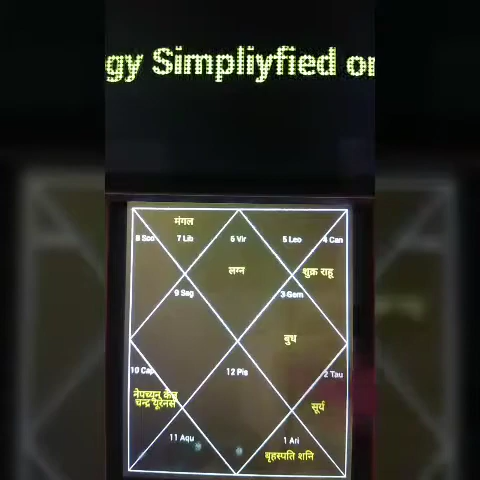 gy Simpliyfied or
मंगल
8 Sco 7 Lib 6 Vir 5 Leo 4 Can
लग्न शुक्र राहू
9 Sag 3 Gem
बुध
10 Cap 12 Pis 2 Tau
नेपच्यून केतु
चन्द्र यूरेनस
सूर्य
11 Aqu 1 Ari
बृहस्पति शनि